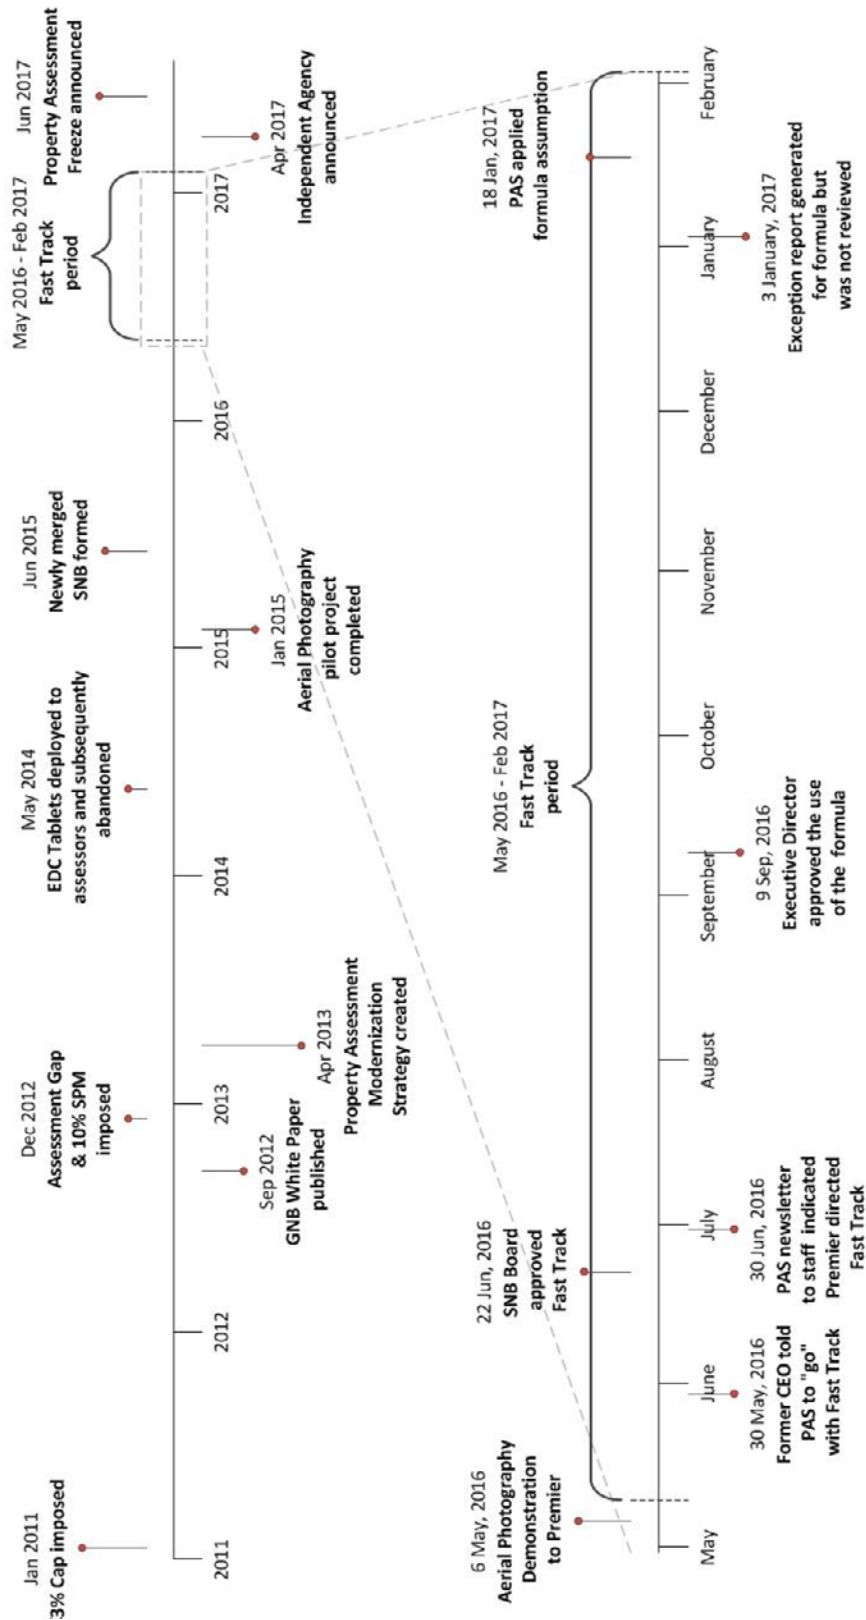 Jan 2011
3% Cap imposed
Dec 2012
Assessment Gap
& 10% SPM
imposed
May 2014
EDC Tablets deployed to
assessors and subsequently
abandoned
Jun 2015
Newly merged
SNB formed
May 2016 - Feb 2017
Fast Track
period
Jun 2017
Property Assessment
Freeze announced
2011
2012
2013
2014
2015
2016
2017
Sep 2012
GNB White Paper
published
Apr 2013
Property Assessment
Modernization
Strategy created
Jan 2015
Aerial Photography
pilot project
completed
Apr 2017
Independent Agency
announced
6 May, 2016
Aerial Photography
Demonstration
to Premier
22 Jun, 2016
SNB Board
approved
Fast Track
May 2016 - Feb 2017
Fast Track
period
18 Jan, 2017
PAS applied
formula assumption
May
June
July
August
September
October
November
December
January
February
30 May, 2016
Former CEO told
PAS to "go"
with Fast Track
30 Jun, 2016
PAS newsletter
to staff indicated
Premier directed
Fast Track
9 Sep, 2016
Executive Director
approved the use
of the formula
3 January, 2017
Exception report generated
for formula but
was not reviewed